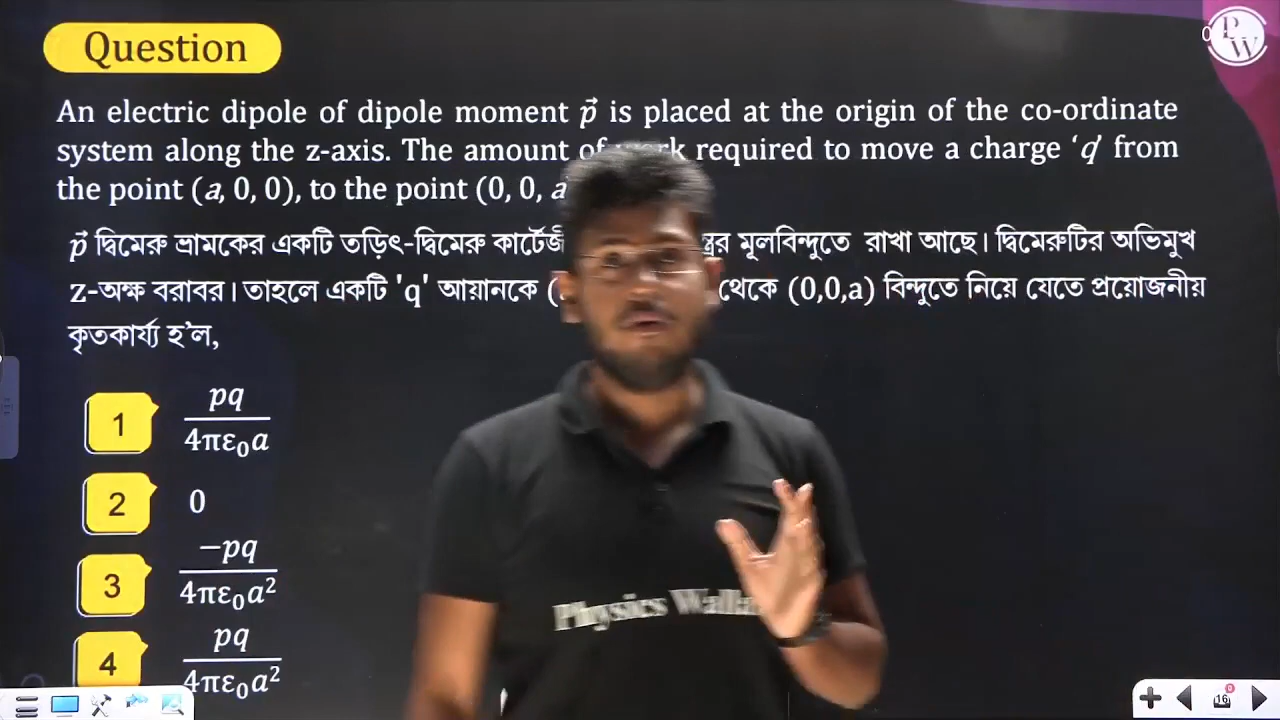 Question
An electric dipole of dipole moment p⃗ is placed at the origin of the co-ordinate
system along the z-axis. The amount of work required to move a charge ‘q’ from
the point (a, 0, 0), to the point (0, 0, a
p⃗ দ্বিমেরু ভ্রামকের একটি তড়িৎ-দ্বিমেরু মূলবিন্দুতে রাখা আছে। দ্বিমেরুটির অভিমুখ
z-অক্ষ বরাবর। তাহলে একটি 'q' আয়ানকে ( থেকে (0,0,a) বিন্দুতে নিয়ে যেতে প্রয়োজনীয়
কৃতকার্য্য হ'ল,
1 pq/4πε₀a
2 0
3 −pq/4πε₀a²
4 pq/4πε₀a²
PW
Physics
16